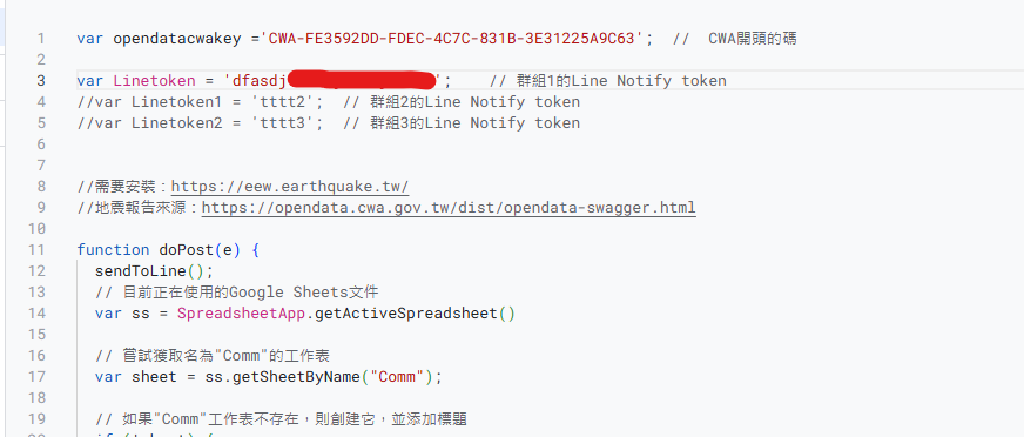 1 var opendatacwakey ='CWA-FE3592DD-FDEC-4C7C-831B-3E31225A9C63'; // CWA開頭的碼
2
3 var Linetoken = 'dfasdj '; // 群組1的Line Notify token
4 //var Linetoken1 = 'tttt2'; // 群組2的Line Notify token
5 //var Linetoken2 = 'tttt3'; // 群組3的Line Notify token
6
7
8 //需要安裝：https://eew.earthquake.tw/
9 //地震報告來源：https://opendata.cwa.gov.tw/dist/opendata-swagger.html
10
11 function doPost(e) {
12 sendToLine();
13 // 目前正在使用的Google Sheets文件
14 var ss = SpreadsheetApp.getActiveSpreadsheet()
15
16 // 嘗試獲取名為"Comm"的工作表
17 var sheet = ss.getSheetByName("Comm");
18
19 // 如果"Comm"工作表不存在，則創建它，並添加標題